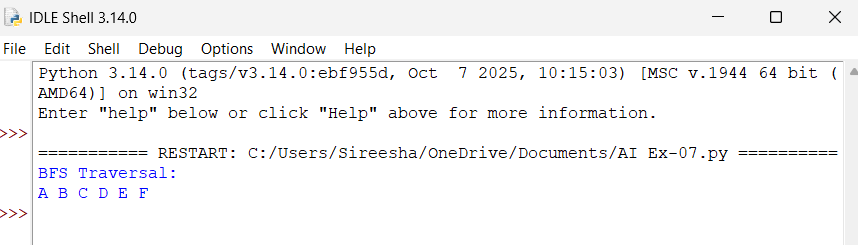 IDLE Shell 3.14.0
File Edit Shell Debug Options Window Help
Python 3.14.0 (tags/v3.14.0:ebf955d, Oct  7 2025, 10:15:03) [MSC v.1944 64 bit (
AMD64)] on win32
Enter "help" below or click "Help" above for more information.
>>>
=========== RESTART: C:/Users/Sireesha/OneDrive/Documents/AI Ex-07.py ==========
BFS Traversal:
A B C D E F
>>>